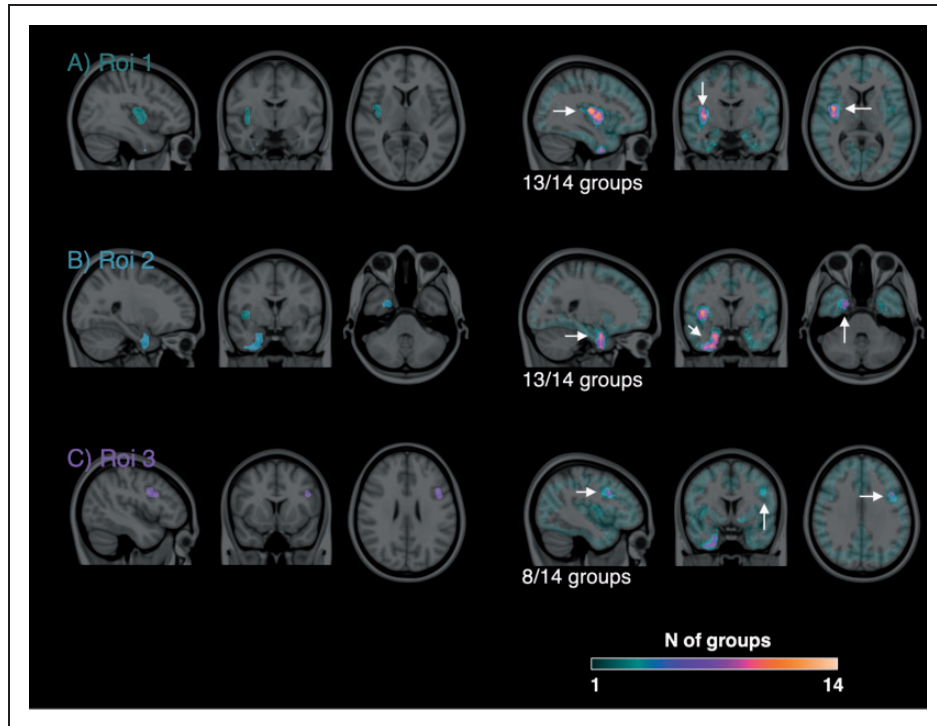 A) Roi 1
13/14 groups
B) Roi 2
13/14 groups
C) Roi 3
8/14 groups
N of groups
1 14